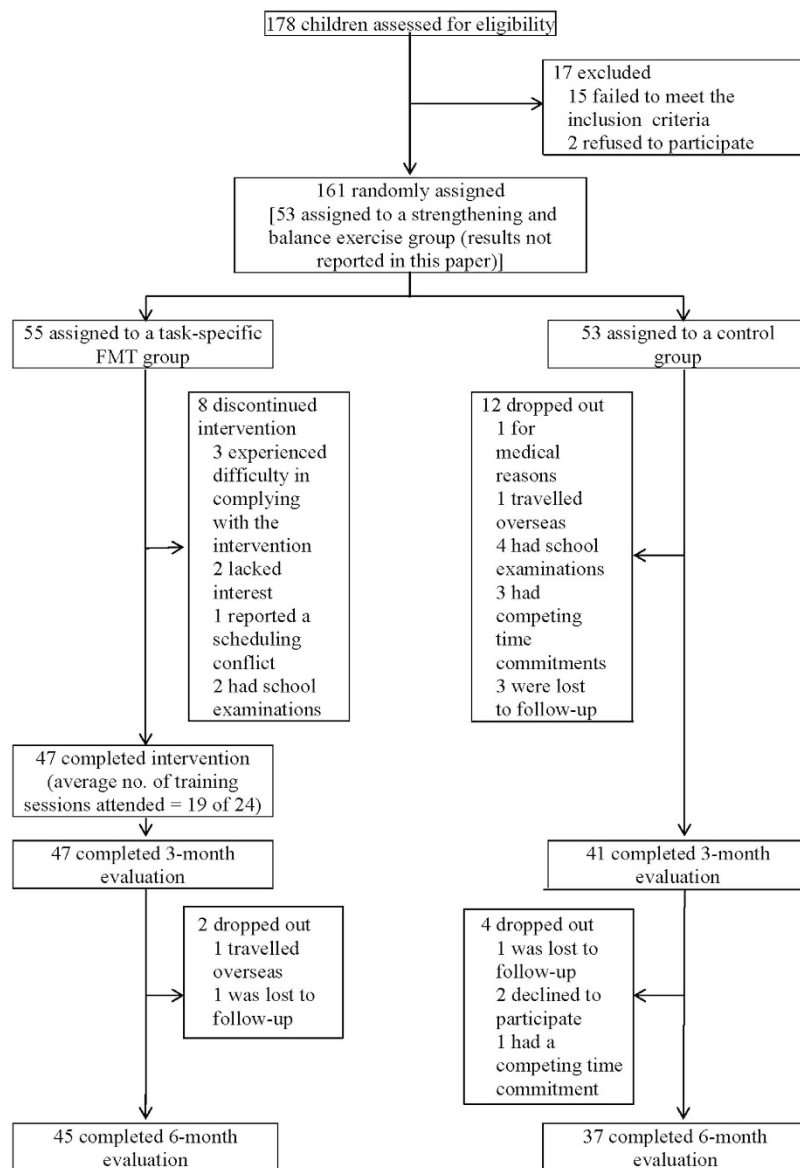 178 children assessed for eligibility
17 excluded
15 failed to meet the
inclusion criteria
2 refused to participate
161 randomly assigned
[53 assigned to a strengthening and
balance exercise group (results not
reported in this paper)]
55 assigned to a task-specific
FMT group
53 assigned to a control
group
8 discontinued
intervention
3 experienced
difficulty in
complying
with the
intervention
2 lacked
interest
1 reported a
scheduling
conflict
2 had school
examinations
12 dropped out
1 for
medical
reasons
1 travelled
overseas
4 had school
examinations
3 had
competing
time
commitments
3 were lost
to follow-up
47 completed intervention
(average no. of training
sessions attended = 19 of 24)
47 completed 3-month
evaluation
41 completed 3-month
evaluation
2 dropped out
1 travelled
overseas
1 was lost to
follow-up
4 dropped out
1 was lost to
follow-up
2 declined to
participate
1 had a
competing time
commitment
45 completed 6-month
evaluation
37 completed 6-month
evaluation